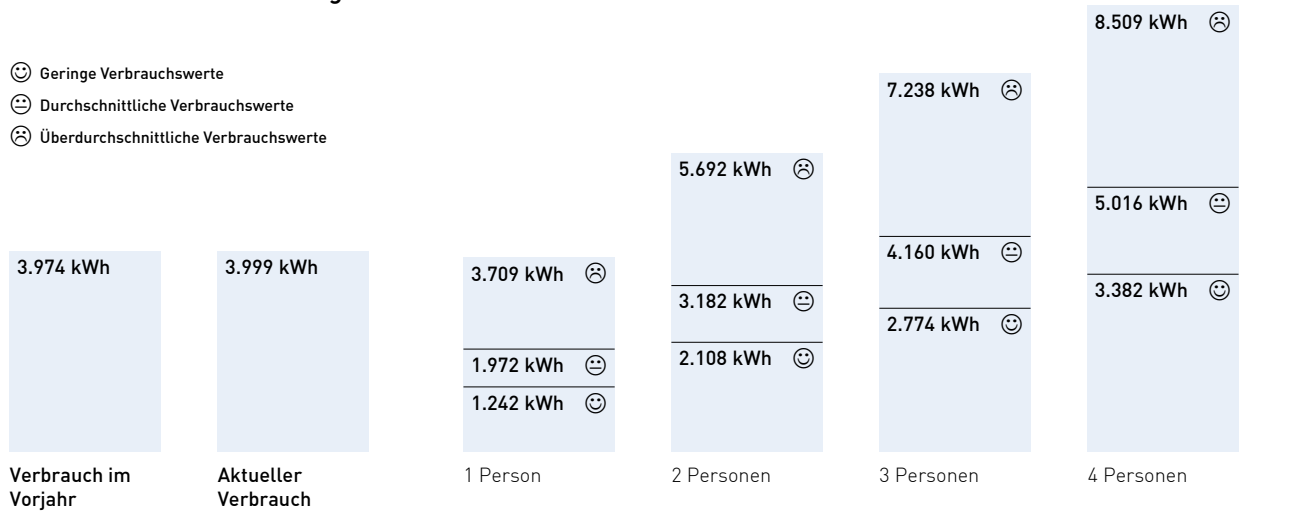 Geringe Verbrauchswerte
Durchschnittliche Verbrauchswerte
Überdurchschnittliche Verbrauchswerte
3.974 kWh
Verbrauch im
Vorjahr
3.999 kWh
Aktueller
Verbrauch
3.709 kWh
1.972 kWh
1.242 kWh
1 Person
5.692 kWh
3.182 kWh
2.108 kWh
2 Personen
7.238 kWh
4.160 kWh
2.774 kWh
3 Personen
8.509 kWh
5.016 kWh
3.382 kWh
4 Personen